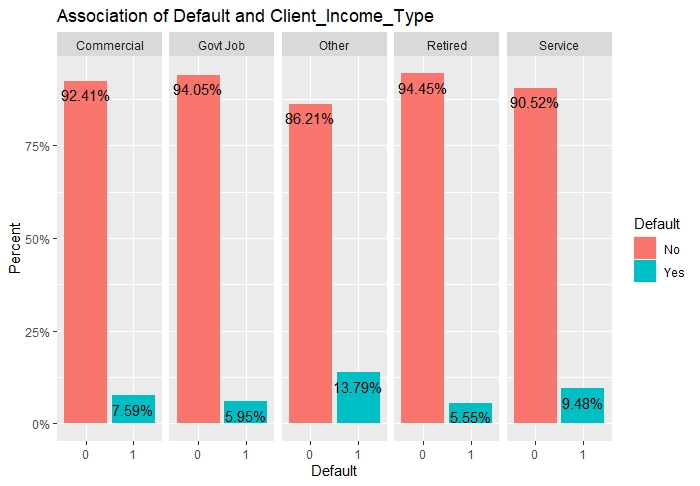 Association of Default and Client_Income_Type
Commercial
Govt Job
Other
Retired
Service
92.41%
94.05%
86.21%
94.45%
90.52%
7.59%
5.95%
13.79%
5.55%
9.48%
75%
50%
25%
0%
Percent
0 1 0 1 0 1 0 1 0 1
Default
Default
No
Yes